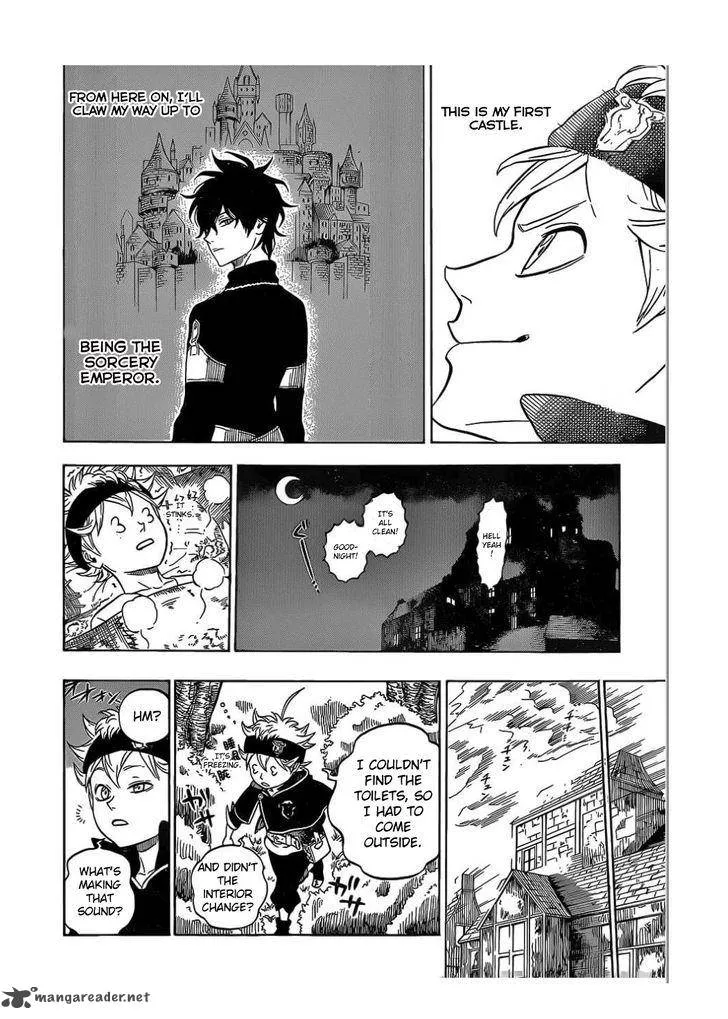 THIS IS MY FIRST
CASTLE.
FROM HERE ON, I'LL
CLAW MY WAY UP TO
BEING THE
SORCERY
EMPEROR.
HELL
YEAH!
IT'S
ALL
CLEAN!
GOOD-
NIGHT!
IT
STINKS.
I COULDN'T
FIND THE
TOILETS, SO
I HAD TO
COME
OUTSIDE.
IT'S
FREEZING.
AND DIDN'T
THE
INTERIOR
CHANGE?
HM?
WHAT'S
MAKING
THAT
SOUND?
mangareader.net